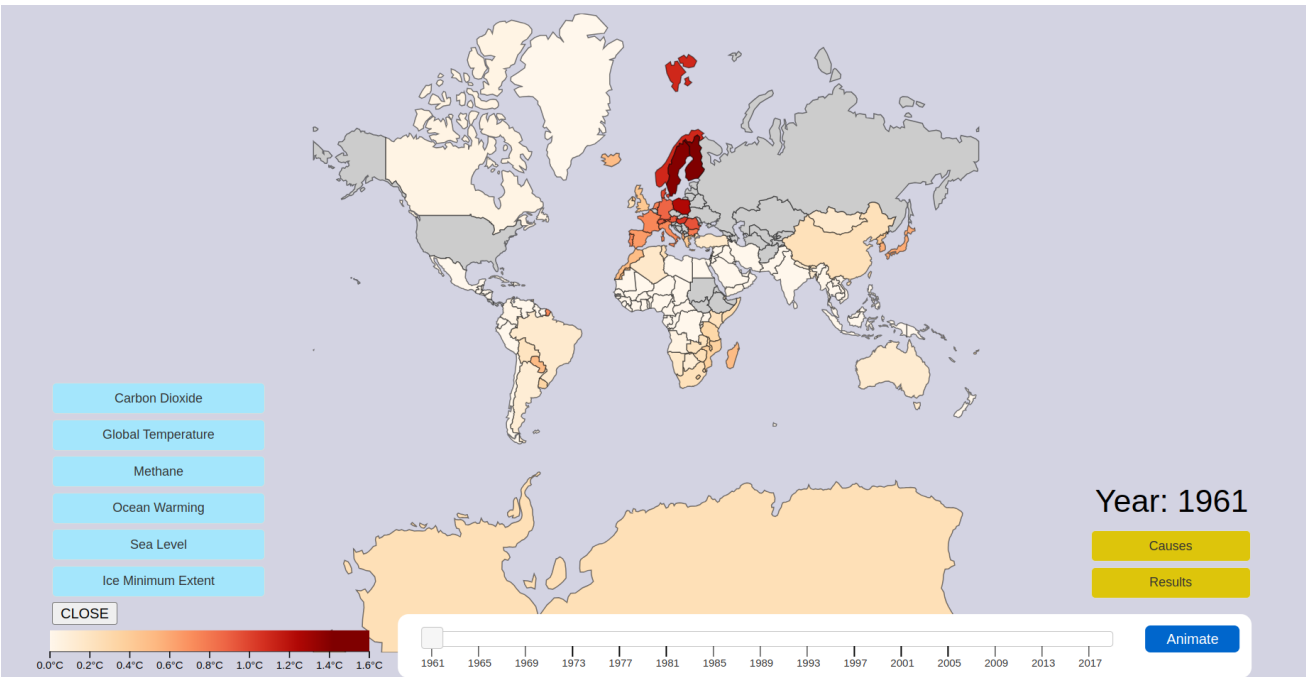 Carbon Dioxide
Global Temperature
Methane
Ocean Warming
Sea Level
Ice Minimum Extent
CLOSE
0.0°C 0.2°C 0.4°C 0.6°C 0.8°C 1.0°C 1.2°C 1.4°C 1.6°C
Year: 1961
Causes
Results
Animate
1961 1965 1969 1973 1977 1981 1985 1989 1993 1997 2001 2005 2009 2013 2017